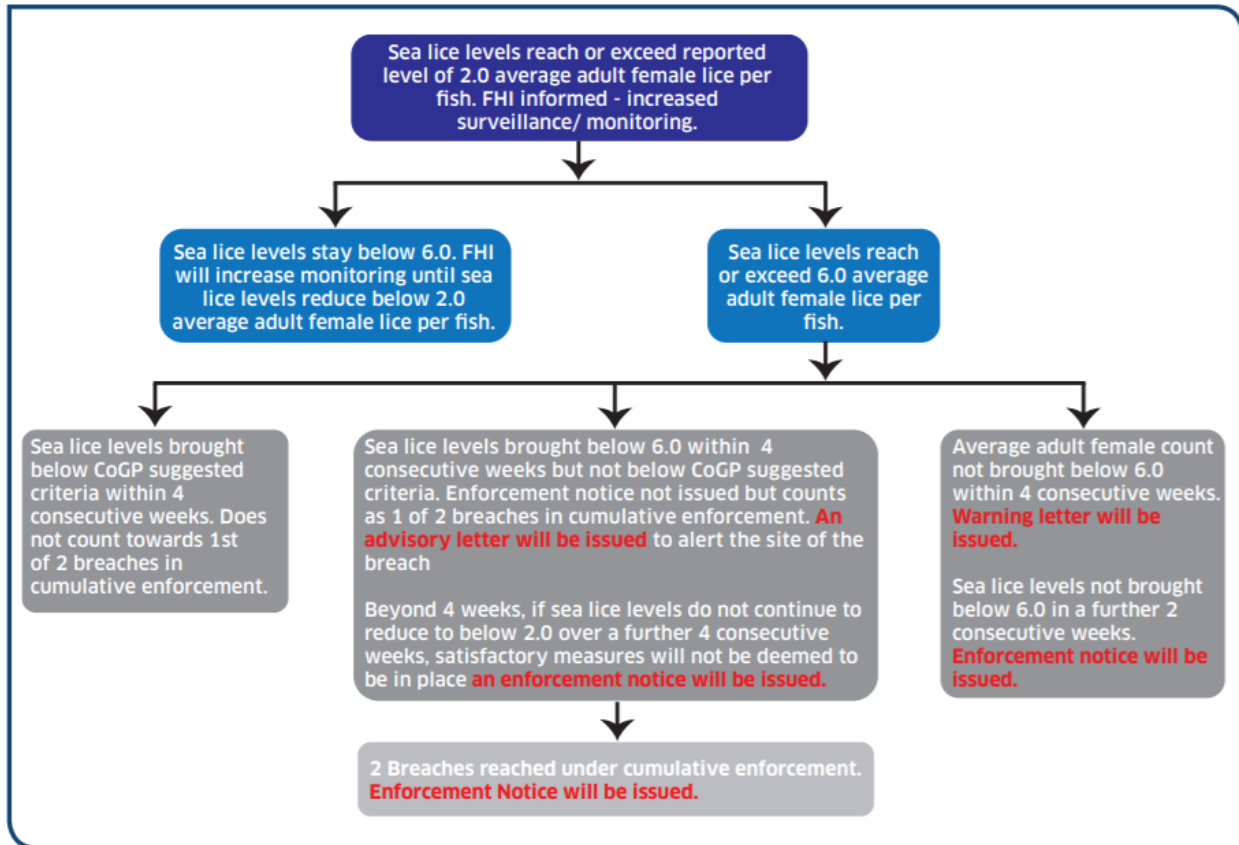 Sea lice levels reach or exceed reported
level of 2.0 average adult female lice per
fish. FHI informed - increased
surveillance/ monitoring.
Sea lice levels stay below 6.0. FHI
will increase monitoring until sea
lice levels reduce below 2.0
average adult female lice per fish.
Sea lice levels reach
or exceed 6.0 average
adult female lice per
fish.
Sea lice levels brought
below CoGP suggested
criteria within 4
consecutive weeks. Does
not count towards 1st
of 2 breaches in
cumulative enforcement.
Sea lice levels brought below 6.0 within 4
consecutive weeks but not below CoGP suggested
criteria. Enforcement notice not issued but counts
as 1 of 2 breaches in cumulative enforcement. An
advisory letter will be issued to alert the site of the
breach
Beyond 4 weeks, if sea lice levels do not continue to
reduce to below 2.0 over a further 4 consecutive
weeks, satisfactory measures will not be deemed to
be in place an enforcement notice will be issued.
Average adult female count
not brought below 6.0
within 4 consecutive weeks.
Warning letter will be
issued.
Sea lice levels not brought
below 6.0 in a further 2
consecutive weeks.
Enforcement notice will be
issued.
2 Breaches reached under cumulative enforcement.
Enforcement Notice will be issued.